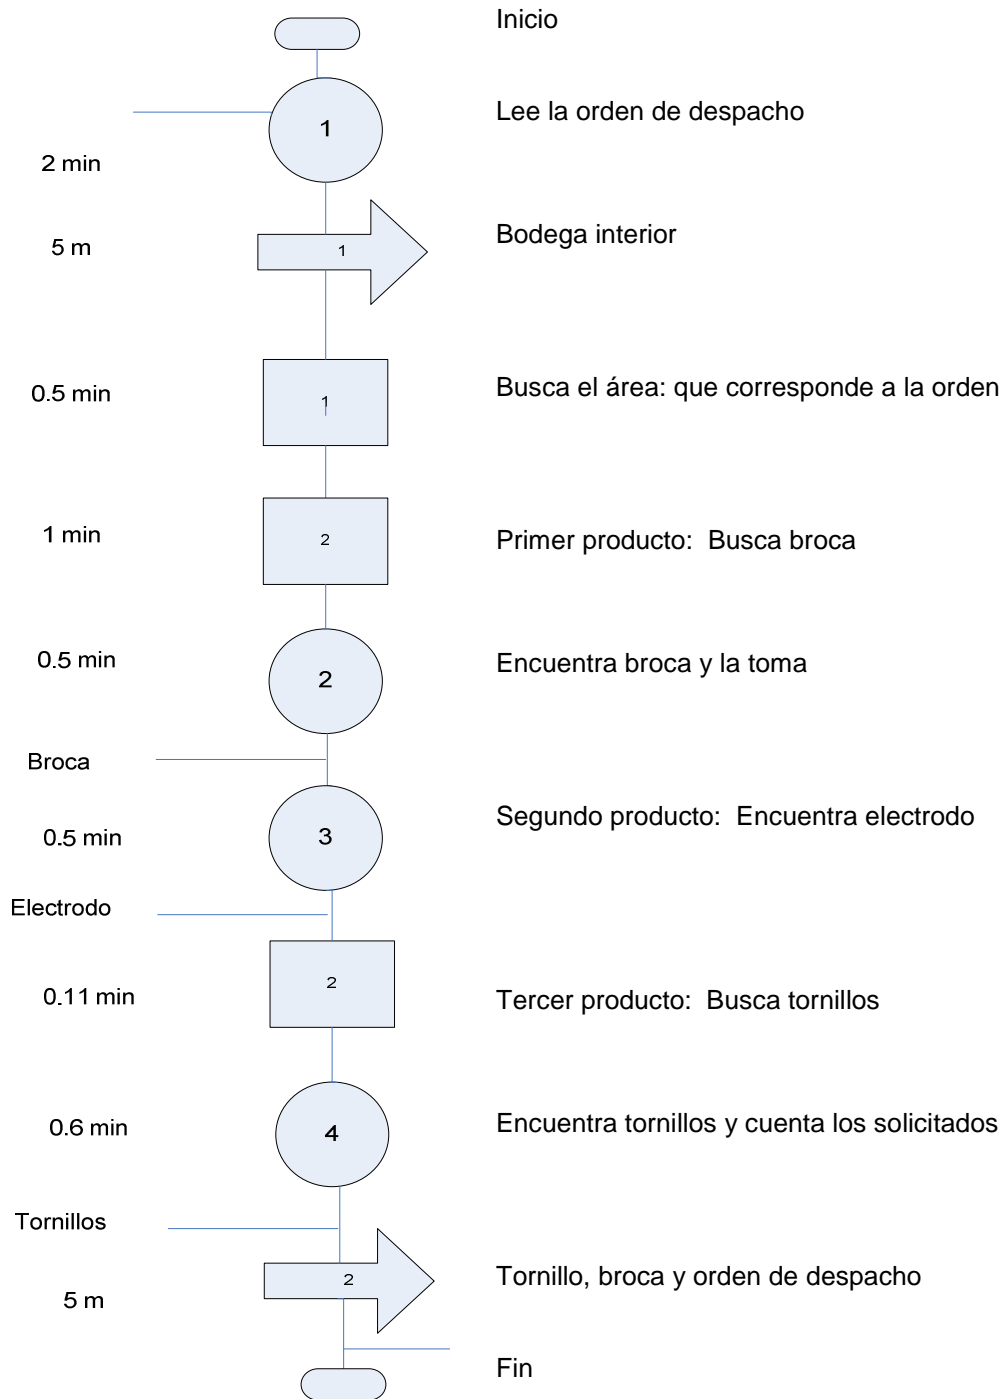 Inicio
1
Lee la orden de despacho
2 min
5 m
1
Bodega interior
0.5 min
1
Busca el área: que corresponde a la orden
1 min
2
Primer producto: Busca broca
0.5 min
2
Encuentra broca y la toma
Broca
0.5 min
3
Segundo producto: Encuentra electrodo
Electrodo
0.11 min
2
Tercer producto: Busca tornillos
0.6 min
4
Encuentra tornillos y cuenta los solicitados
Tornillos
5 m
2
Tornillo, broca y orden de despacho
Fin